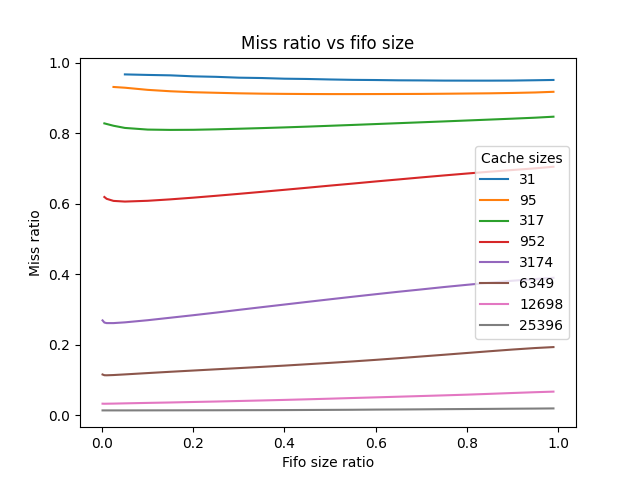 Miss ratio vs fifo size
1.0
0.8
0.6
0.4
0.2
0.0
Miss ratio
Cache sizes
31
95
317
952
3174
6349
12698
25396
0.0 0.2 0.4 0.6 0.8 1.0
Fifo size ratio